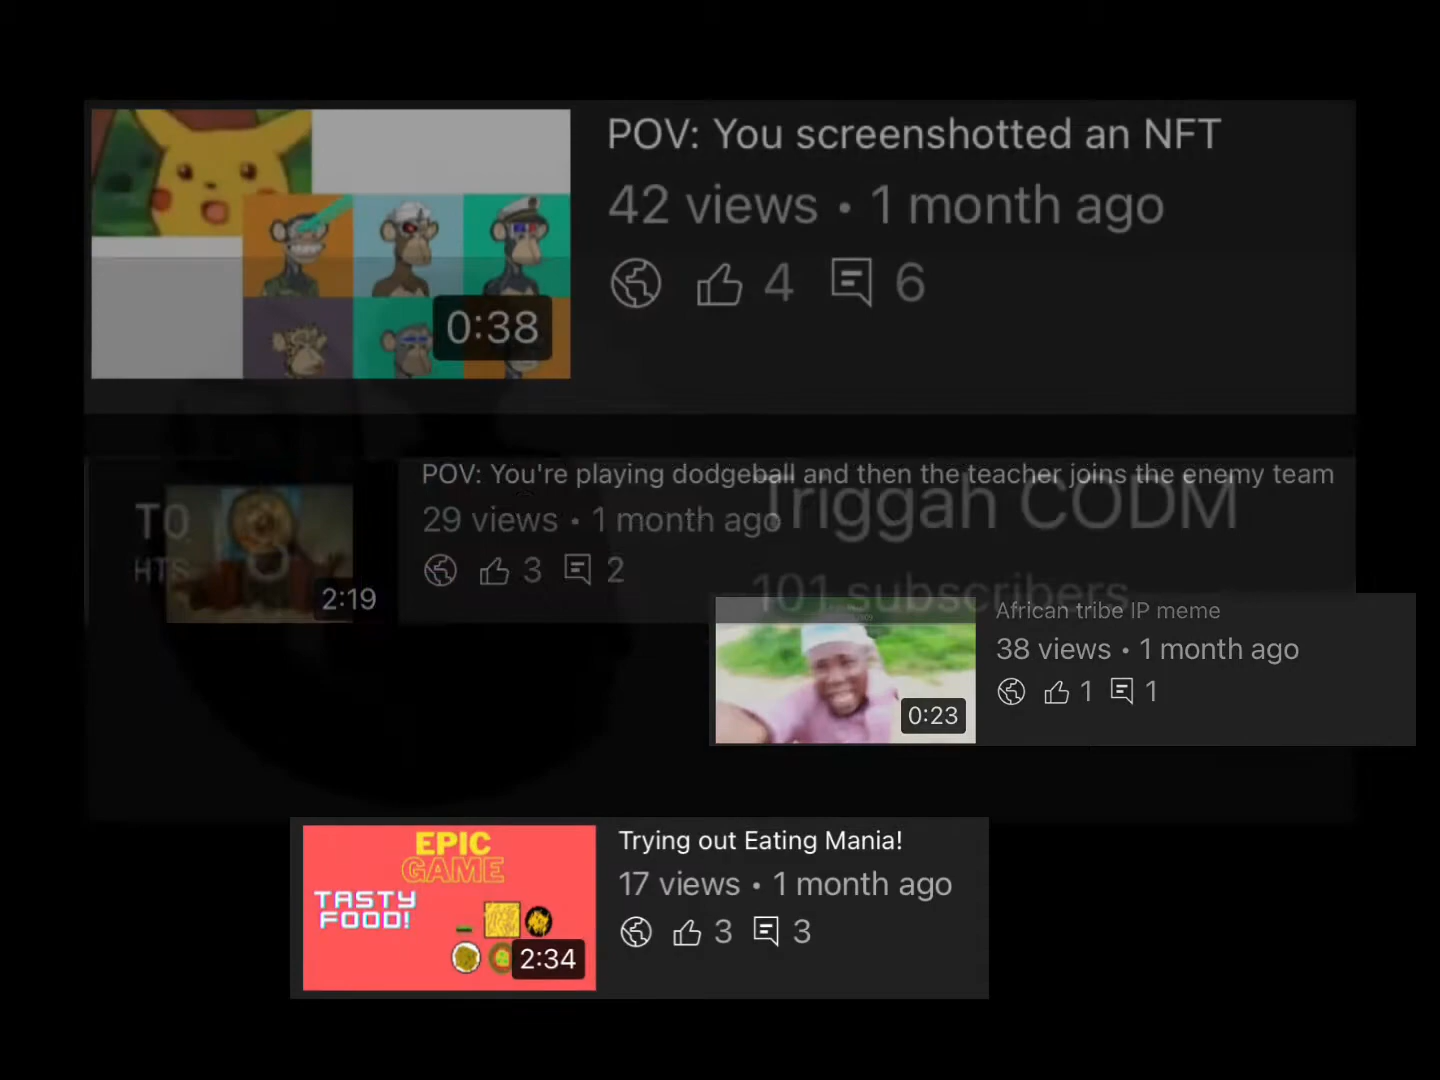 POV: You screenshotted an NFT
42 views • 1 month ago
4 6
0:38
POV: You're playing dodgeball and then the teacher joins the enemy team
29 views • 1 month ago
3 2
TO
HTS
2:19
Triggah CODM
101 subscribers
African tribe IP meme
38 views • 1 month ago
1 1
0:23
Trying out Eating Mania!
17 views • 1 month ago
3 3
EPIC
GAME
TASTY
FOOD!
2:34